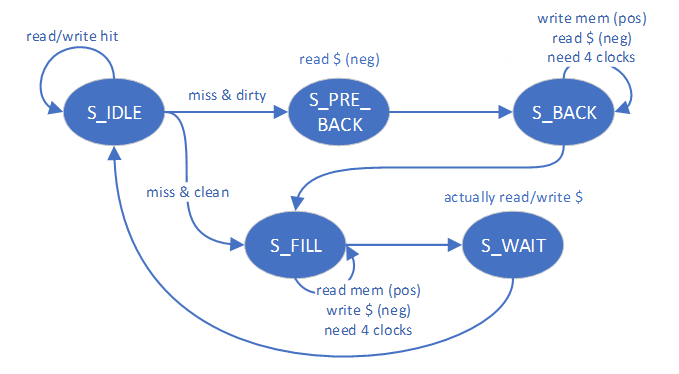 write mem (pos)
read/write hit
read $ (neg)
read $ (neg)
need 4 clocks
miss & dirty
S_IDLE
S_PRE_
BACK
S_BACK
miss & clean
actually read/write $
S_FILL
S_WAIT
read mem (pos)
write $ (neg)
need 4 clocks